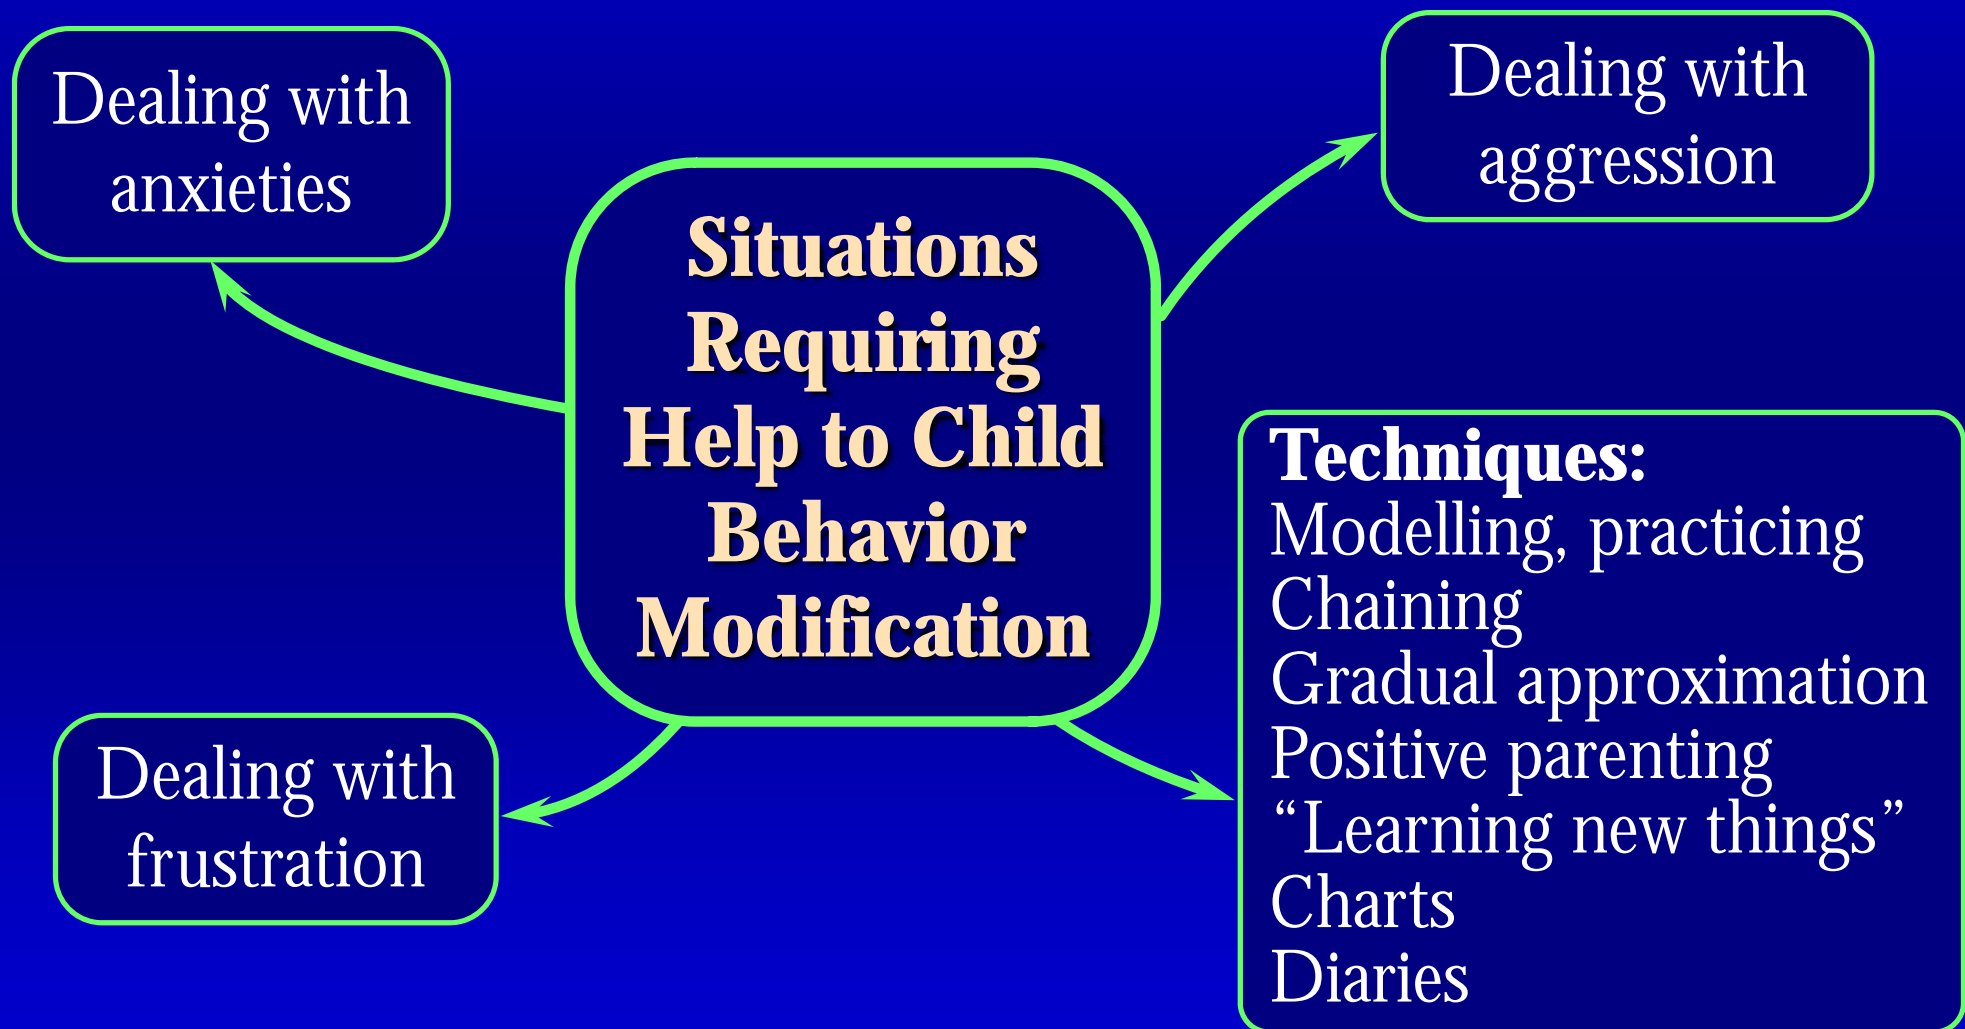 Dealing with
anxieties
Dealing with
aggression
Situations
Requiring
Help to Child
Behavior
Modification
Techniques:
Modelling, practicing
Chaining
Gradual approximation
Positive parenting
“Learning new things”
Charts
Diaries
Dealing with
frustration